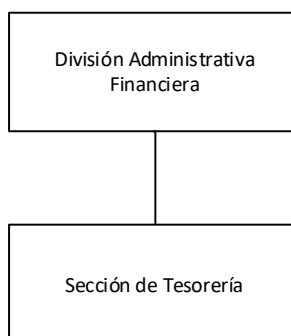 División Administrativa
Financiera
Sección de Tesorería